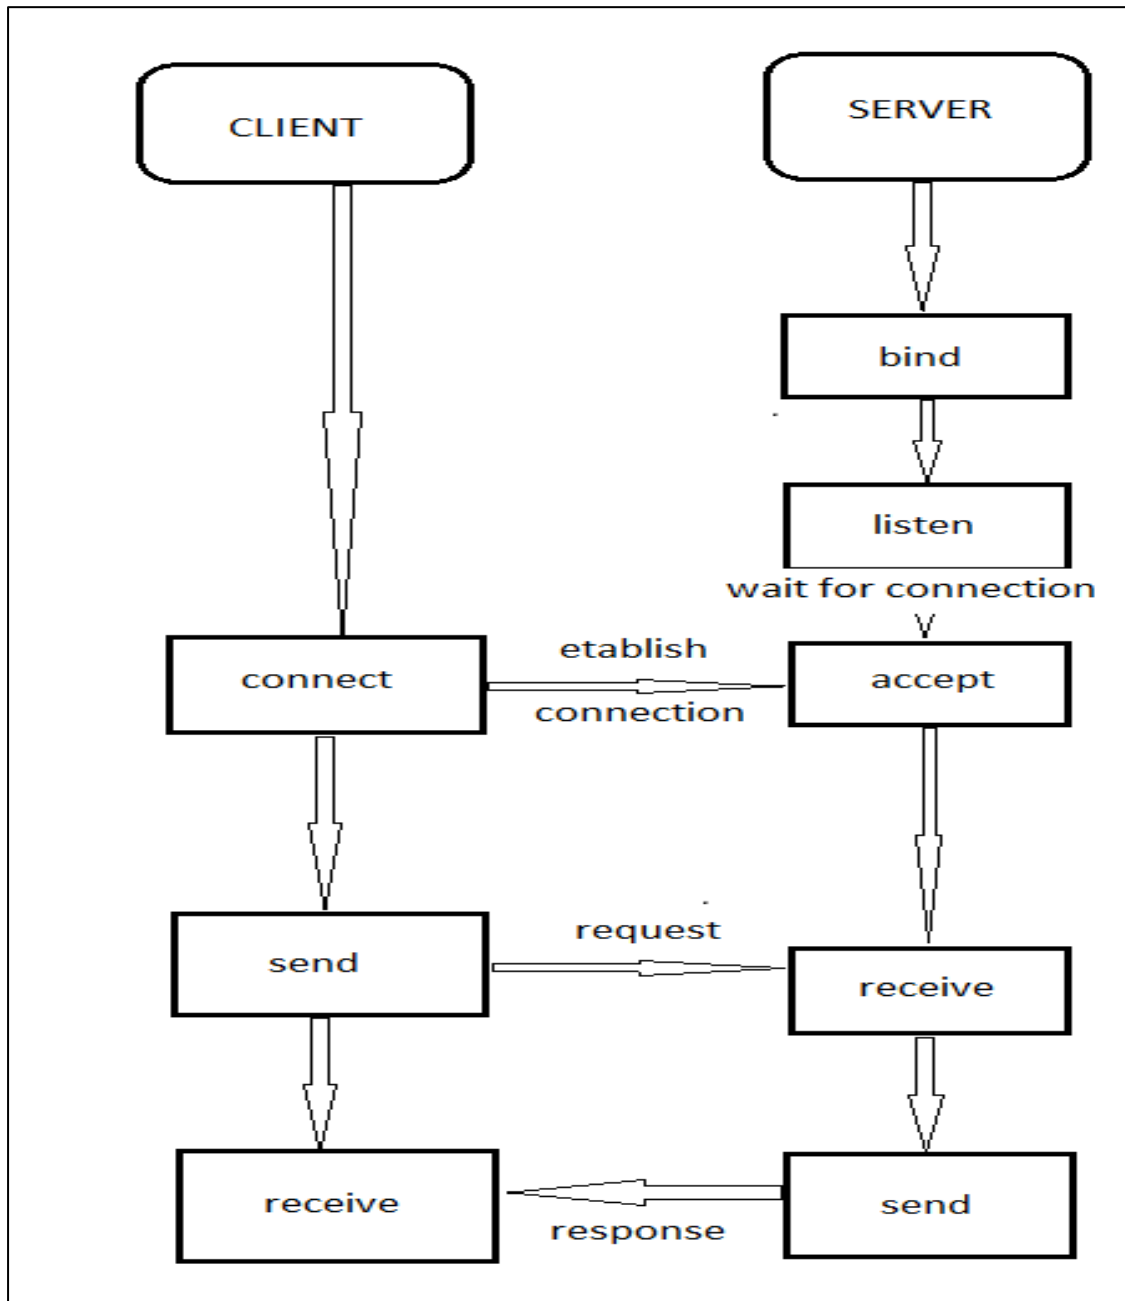 CLIENT
SERVER
bind
listen
wait for connection
connect
etablish
connection
accept
send
request
receive
receive
response
send